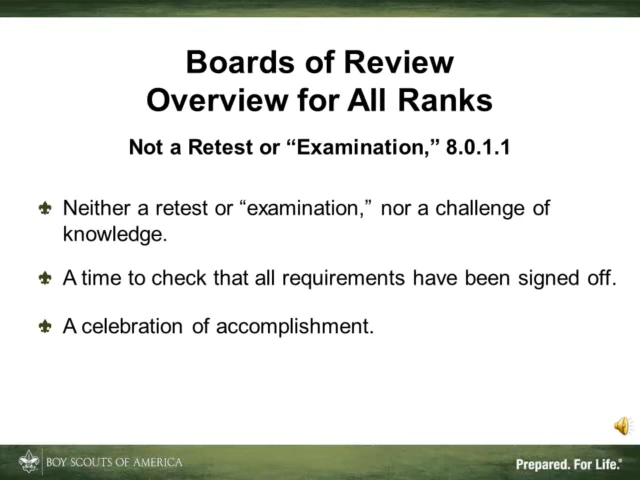 Boards of Review
Overview for All Ranks
Not a Retest or “Examination,” 8.0.1.1
Neither a retest or “examination,” nor a challenge of
knowledge.
A time to check that all requirements have been signed off.
A celebration of accomplishment.
BOY SCOUTS OF AMERICA
Prepared. For Life.®